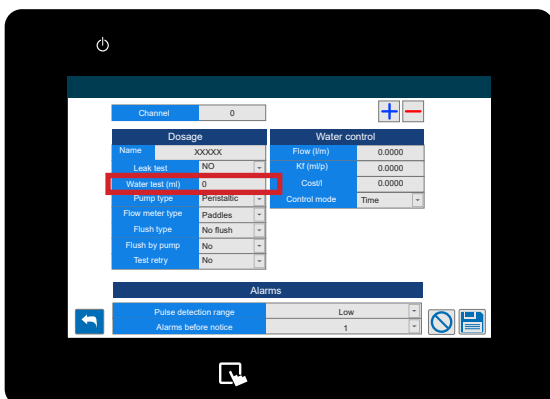 Channel 0
Dosage
Name XXXXX
Leak test NO
Water test (ml) 0
Pump type Peristaltic
Flow meter type Paddles
Flush type No flush
Flush by pump No
Test retry No
Water control
Flow (l/m) 0.0000
Kf (ml/p) 0.0000
Cost/l 0.0000
Control mode Time
Alarms
Pulse detection range Low
Alarms before notice 1